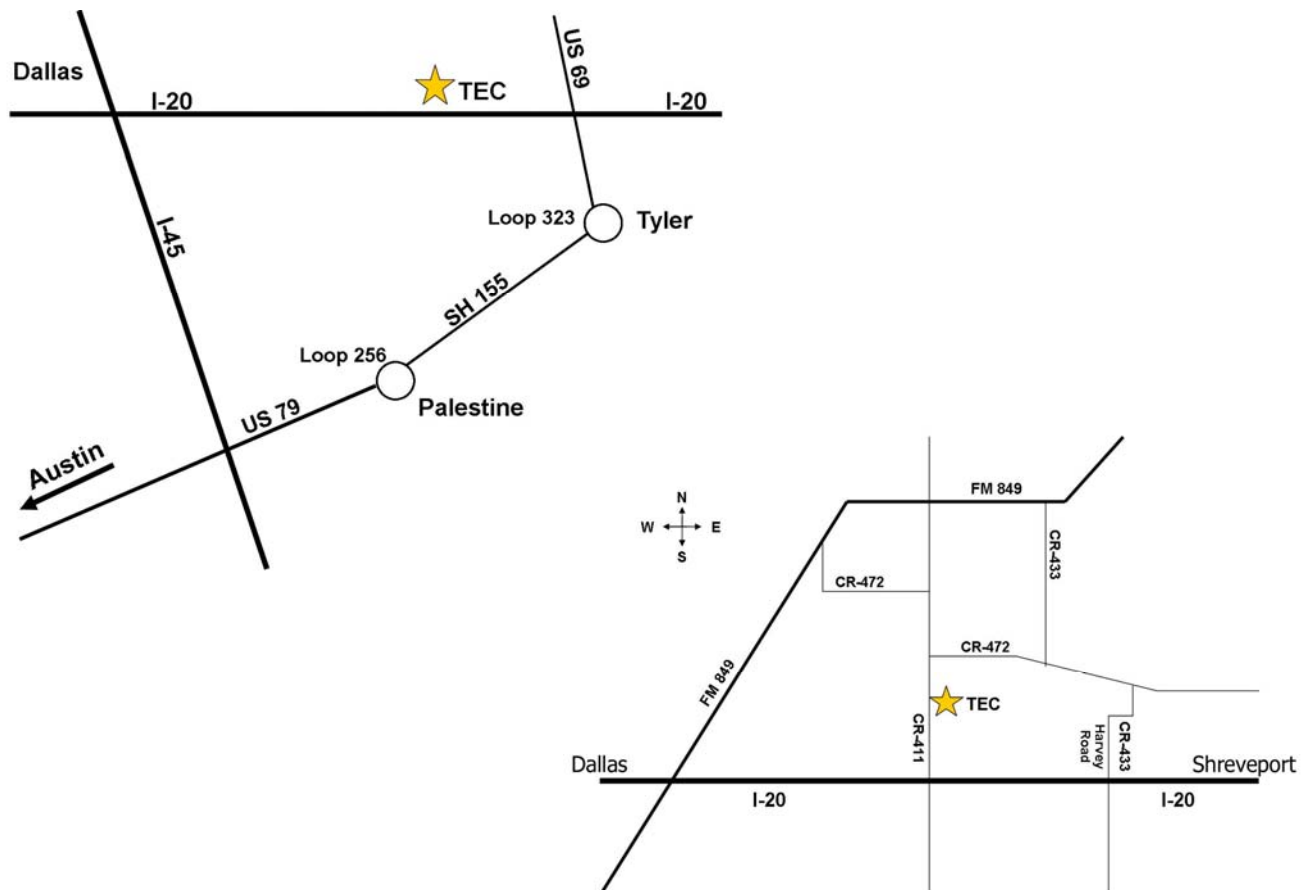 Dallas
I-20
TEC
US 69
I-20
I-45
Loop 323
Tyler
SH 155
Loop 256
Palestine
US 79
Austin
N
W
E
S
FM 849
CR-433
CR-472
CR-472
FM 849
TEC
CR-411
Harvey
Road
CR-433
Dallas
Shreveport
I-20
I-20